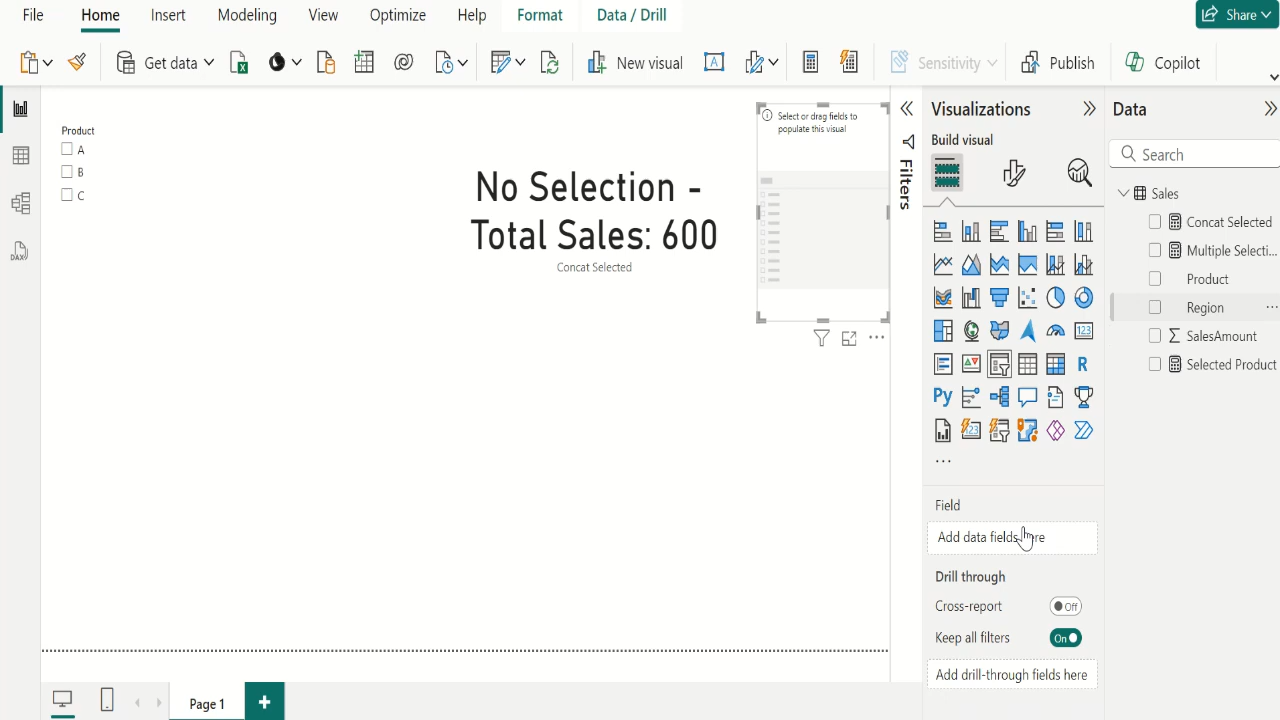 File Home Insert Modeling View Optimize Help Format Data / Drill Share
Get data New visual Sensitivity Publish Copilot
Product
A
B
C
No Selection -
Total Sales: 600
Concat Selected
Select or drag fields to
populate this visual
Filters
Visualizations
Build visual
R
Py
123
...
Field
Add data fields here
Drill through
Cross-report Off
Keep all filters On
Add drill-through fields here
Data
Search
Sales
Concat Selected
Multiple Selecti...
Product
Region ...
Σ SalesAmount
Selected Product
DAX
Page 1 +